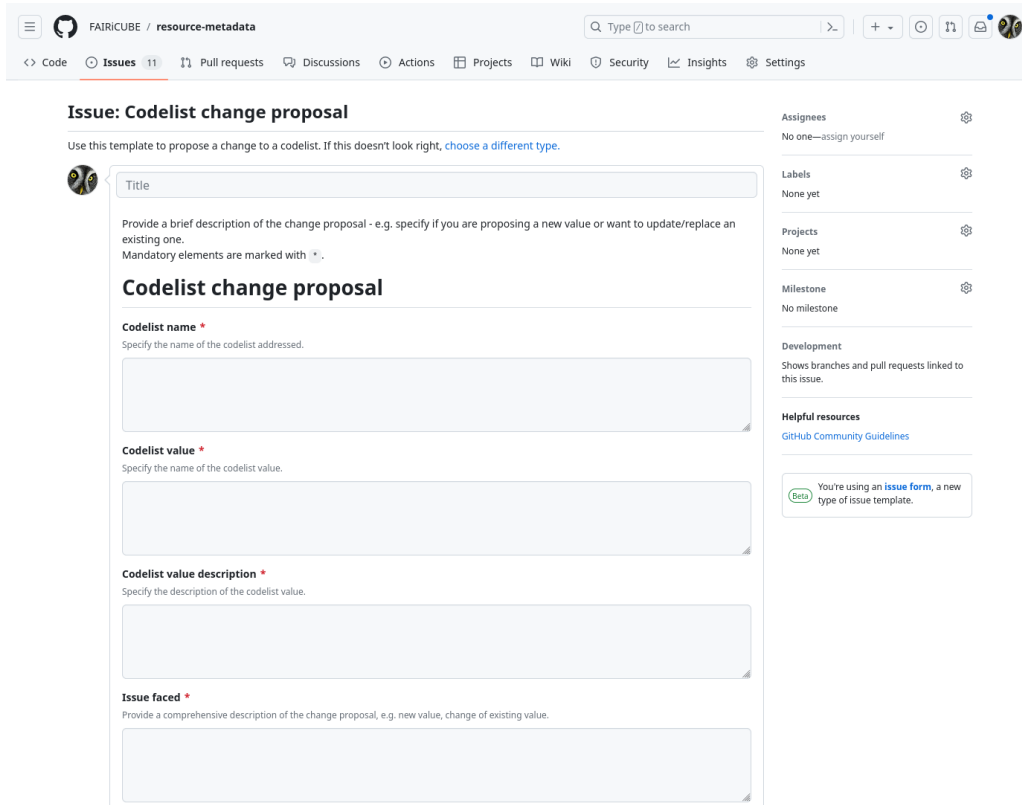 FAIRiCUBE / resource-metadata
Type / to search
Code
Issues 11
Pull requests
Discussions
Actions
Projects
Wiki
Security
Insights
Settings
Issue: Codelist change proposal
Use this template to propose a change to a codelist. If this doesn't look right, choose a different type.
Title
Provide a brief description of the change proposal - e.g. specify if you are proposing a new value or want to update/replace an
existing one.
Mandatory elements are marked with * .
Codelist change proposal
Codelist name *
Specify the name of the codelist addressed.
Codelist value *
Specify the name of the codelist value.
Codelist value description *
Specify the description of the codelist value.
Issue faced *
Provide a comprehensive description of the change proposal, e.g. new value, change of existing value.
Assignees
No one—assign yourself
Labels
None yet
Projects
None yet
Milestone
No milestone
Development
Shows branches and pull requests linked to
this issue.
Helpful resources
GitHub Community Guidelines
Beta
You're using an issue form, a new
type of issue template.